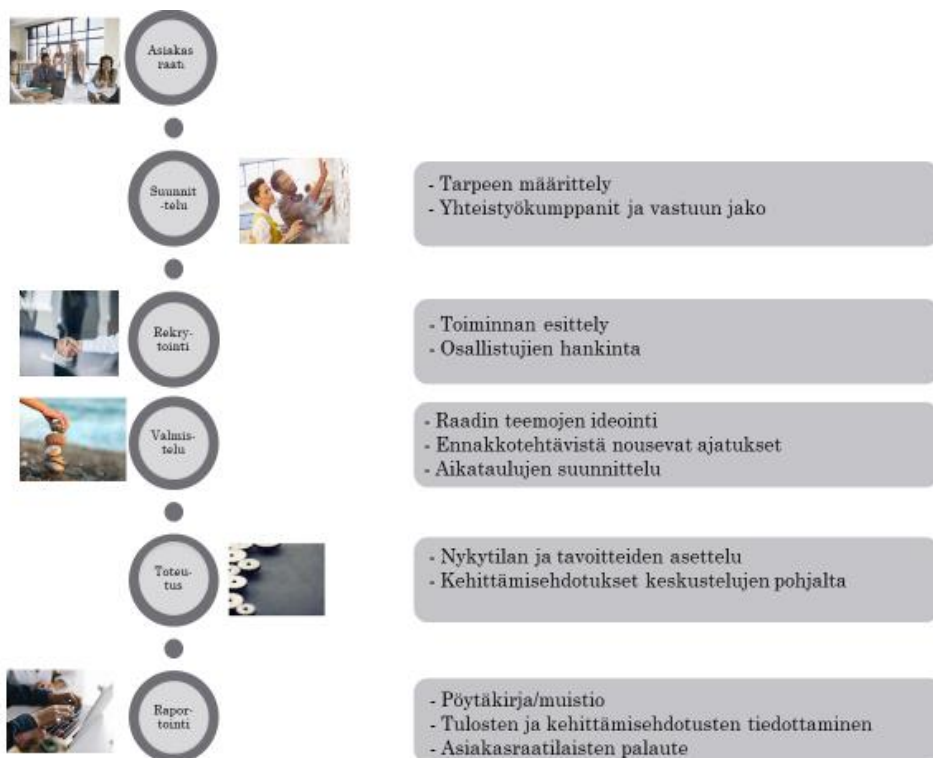 Asiakas
raati
Suunnit
-telu
- Tarpeen määrittely
- Yhteistyökumppanit ja vastuun jako
Rekry-
tointi
- Toiminnan esittely
- Osallistujien hankinta
Valmis-
telu
- Raadin teemojen ideointi
- Ennakkotehtävistä nousevat ajatukset
- Aikataulujen suunnittelu
Toteu-
tus
- Nykytilan ja tavoitteiden asettelu
- Kehittämisehdotukset keskustelujen pohjalta
Rapor-
tointi
- Pöytäkirja/muistio
- Tulosten ja kehittämisehdotusten tiedottaminen
- Asiakasraatilaisten palaute